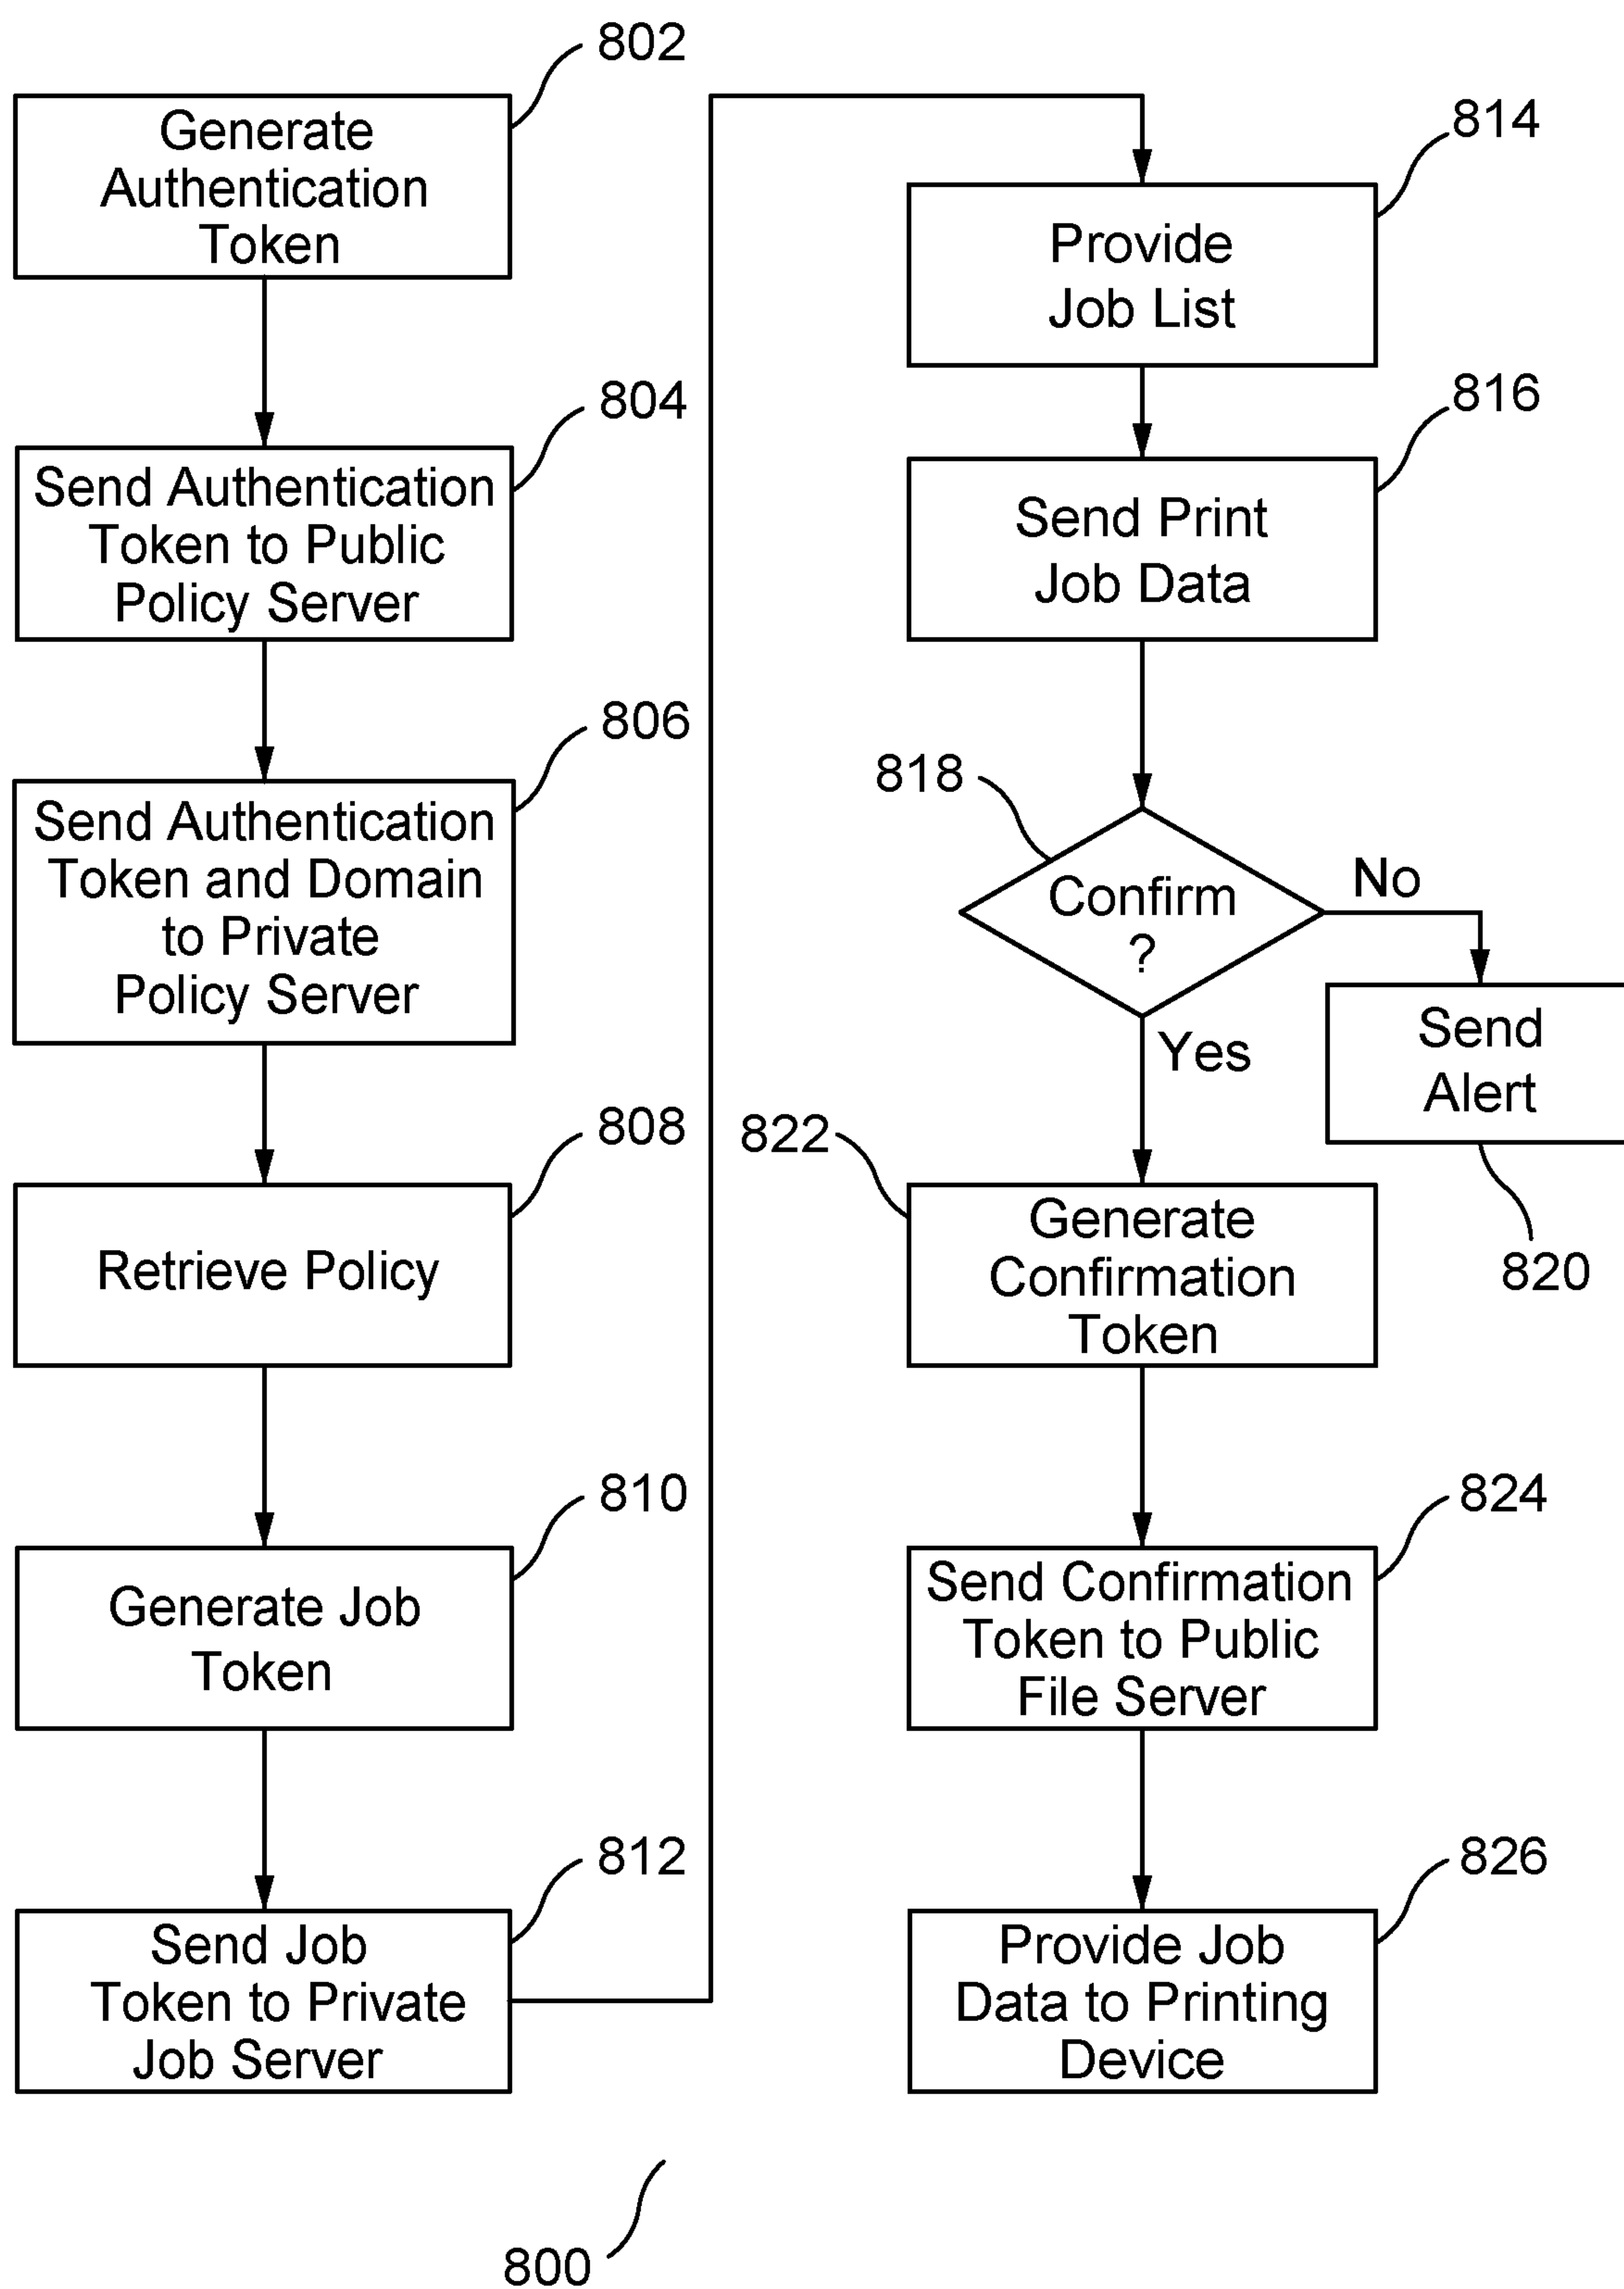 802
Generate
Authentication
Token
804
Send Authentication
Token to Public
Policy Server
806
Send Authentication
Token and Domain
to Private
Policy Server
808
Retrieve Policy
810
Generate Job
Token
812
Send Job
Token to Private
Job Server
814
Provide
Job List
816
Send Print
Job Data
818
Confirm
?
No
Yes
Send
Alert
820
822
Generate
Confirmation
Token
824
Send Confirmation
Token to Public
File Server
826
Provide Job
Data to Printing
Device
800